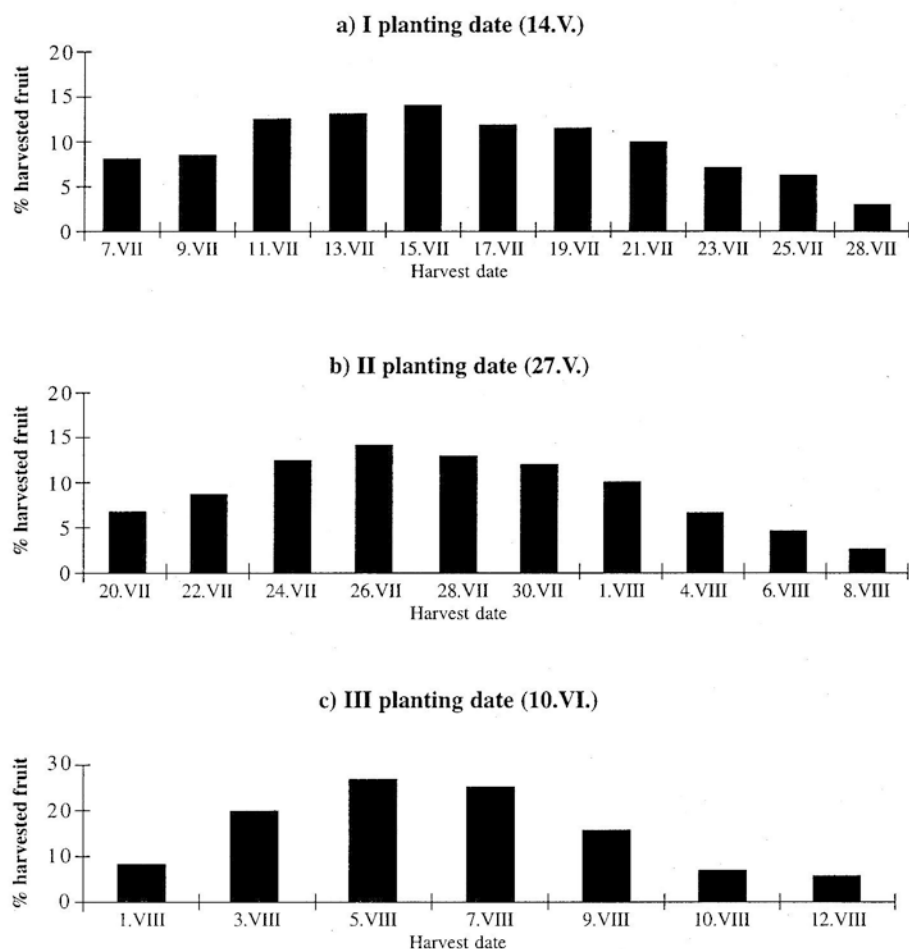 a) I planting date (14.V.)
% harvested fruit
20
15
10
5
0
7.VII 9.VII 11.VII 13.VII 15.VII 17.VII 19.VII 21.VII 23.VII 25.VII 28.VII
Harvest date
b) II planting date (27.V.)
% harvested fruit
20
15
10
5
0
20.VII 22.VII 24.VII 26.VII 28.VII 30.VII 1.VIII 4.VIII 6.VIII 8.VIII
Harvest date
c) III planting date (10.VI.)
% harvested fruit
30
20
10
0
1.VIII 3.VIII 5.VIII 7.VIII 9.VIII 10.VIII 12.VIII
Harvest date